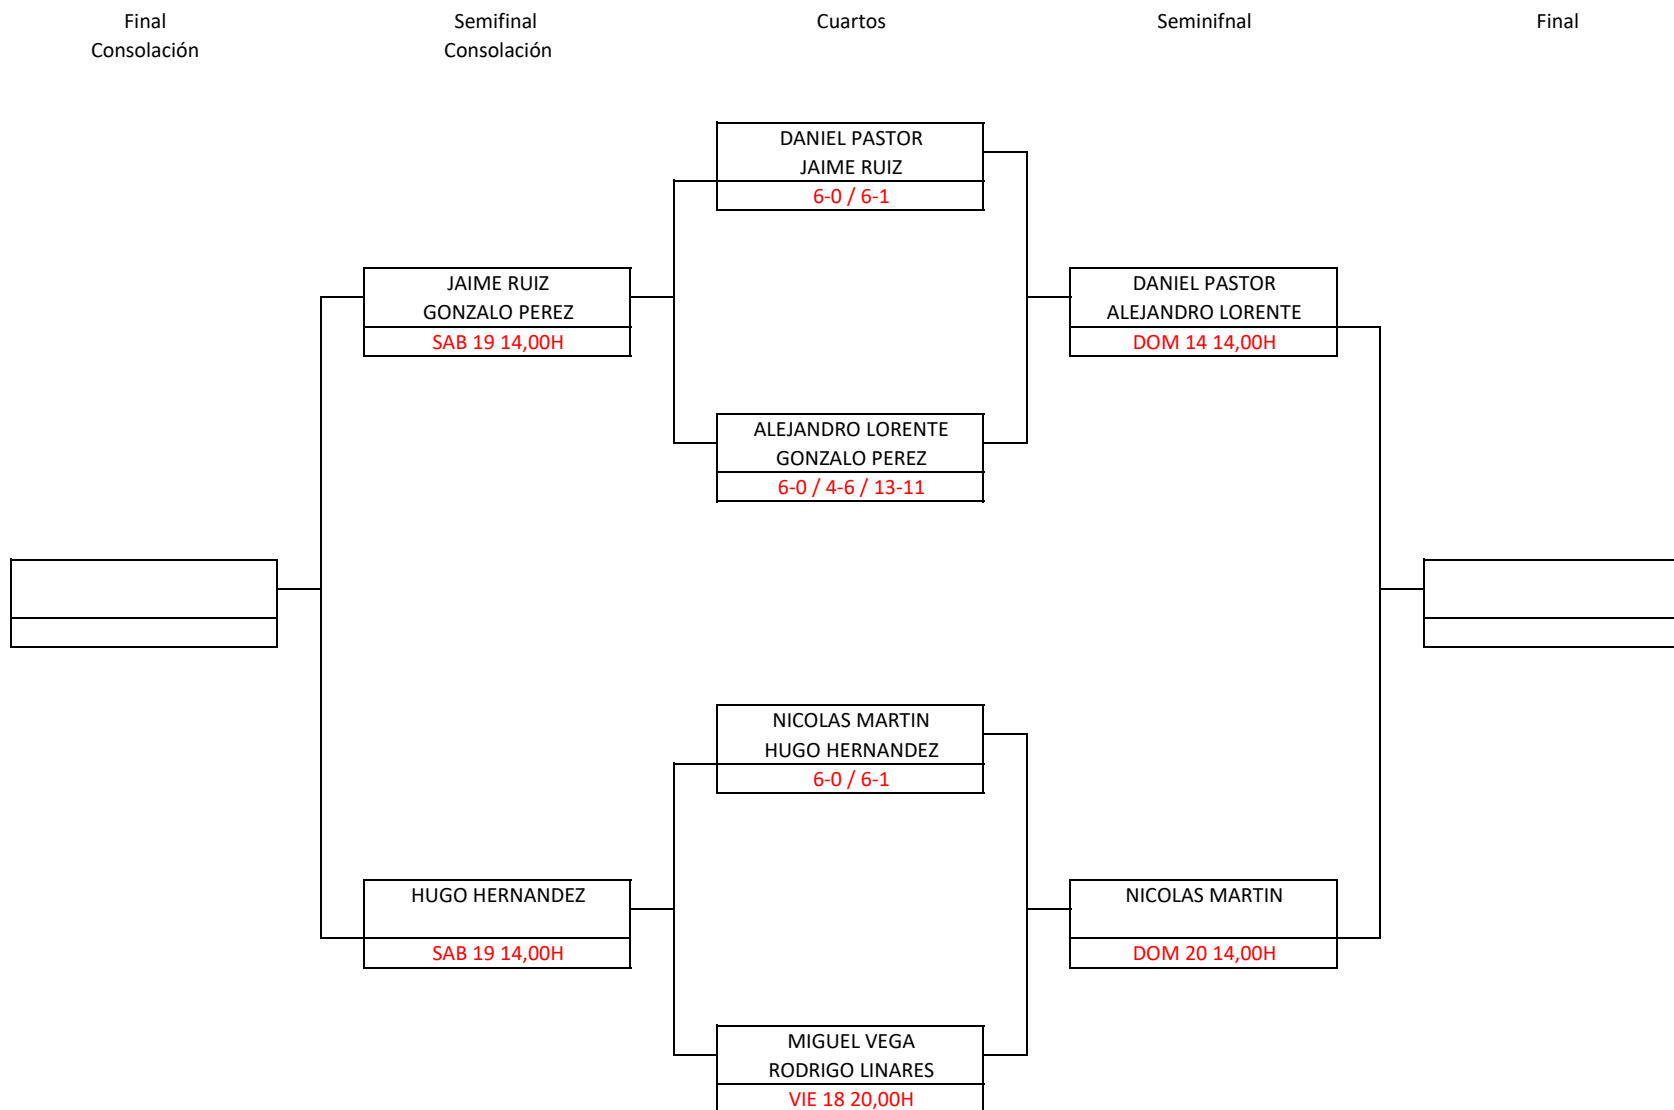 Final
Consolación
Semifinal
Consolación
Cuartos
Seminifnal
Final
DANIEL PASTOR
JAIME RUIZ
6-0 / 6-1
JAIME RUIZ
GONZALO PEREZ
SAB 19 14,00H
DANIEL PASTOR
ALEJANDRO LORENTE
DOM 14 14,00H
ALEJANDRO LORENTE
GONZALO PEREZ
6-0 / 4-6 / 13-11
NICOLAS MARTIN
HUGO HERNANDEZ
6-0 / 6-1
HUGO HERNANDEZ
SAB 19 14,00H
NICOLAS MARTIN
DOM 20 14,00H
MIGUEL VEGA
RODRIGO LINARES
VIE 18 20,00H